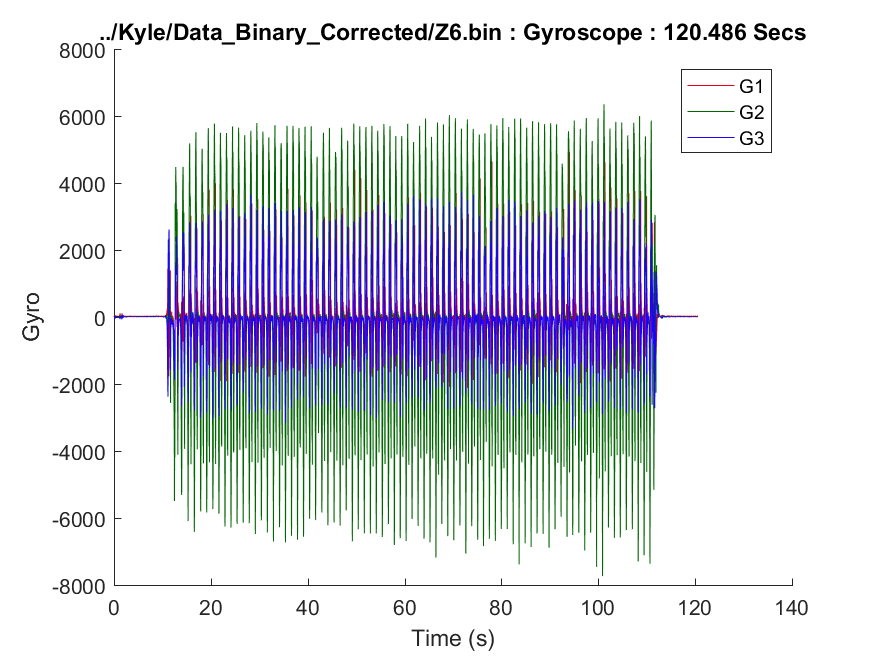 ../Kyle/Data_Binary_Corrected/Z6.bin : Gyroscope : 120.486 Secs
8000
6000
4000
2000
0
-2000
-4000
-6000
-8000
Gyro
G1
G2
G3
0 20 40 60 80 100 120 140
Time (s)